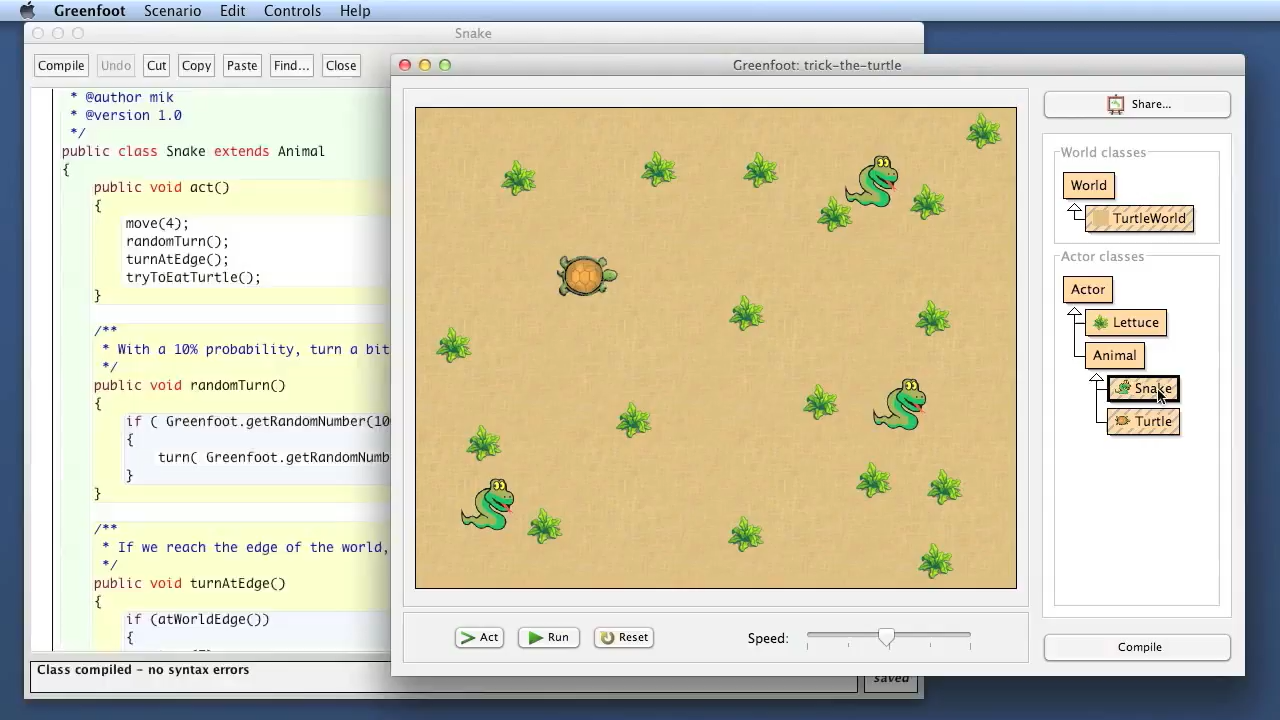 Greenfoot Scenario Edit Controls Help
Snake
Compile Undo Cut Copy Paste Find... Close
* @author mik
* @version 1.0
*/
public class Snake extends Animal
{
public void act()
{
move(4);
randomTurn();
turnAtEdge();
tryToEatTurtle();
}
/**
* With a 10% probability, turn a bit
*/
public void randomTurn()
{
if ( Greenfoot.getRandomNumber(10
{
turn( Greenfoot.getRandomNumb
}
}
/**
* If we reach the edge of the world,
*/
public void turnAtEdge()
{
if (atWorldEdge())
{
Class compiled – no syntax errors
saved
Greenfoot: trick-the-turtle
Share...
World classes
World
TurtleWorld
Actor classes
Actor
Lettuce
Animal
Snake
Turtle
Act Run Reset Speed:
Compile